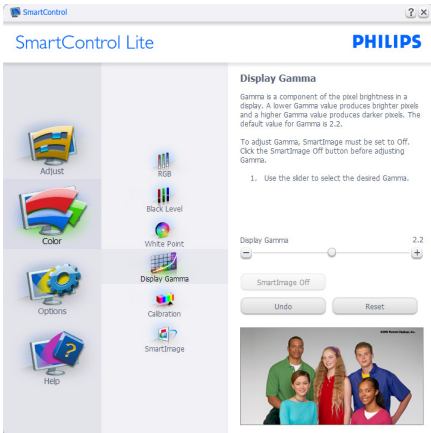 SmartControl
SmartControl Lite
PHILIPS
Adjust
Color
Options
Help
RGB
Black Level
White Point
Display Gamma
Calibration
SmartImage
Display Gamma
Gamma is a component of the pixel brightness in a
display. A lower Gamma value produces brighter pixels
and a higher Gamma value produces darker pixels. The
default value for Gamma is 2.2.
To adjust Gamma, SmartImage must be set to Off.
Click the SmartImage Off button before adjusting
Gamma.
1. Use the slider to select the desired Gamma.
Display Gamma 2.2
SmartImage Off
Undo Reset